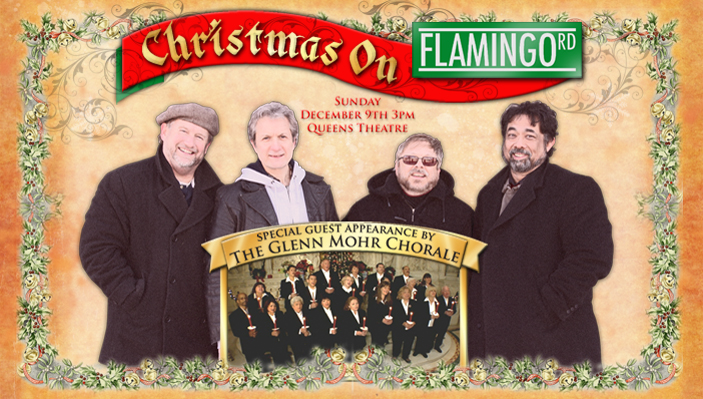 Christmas On FLAMINGO RD
SUNDAY
DECEMBER 9TH 3PM
QUEENS THEATRE
SPECIAL GUEST APPEARANCE BY
THE GLENN MOHR CHORALE